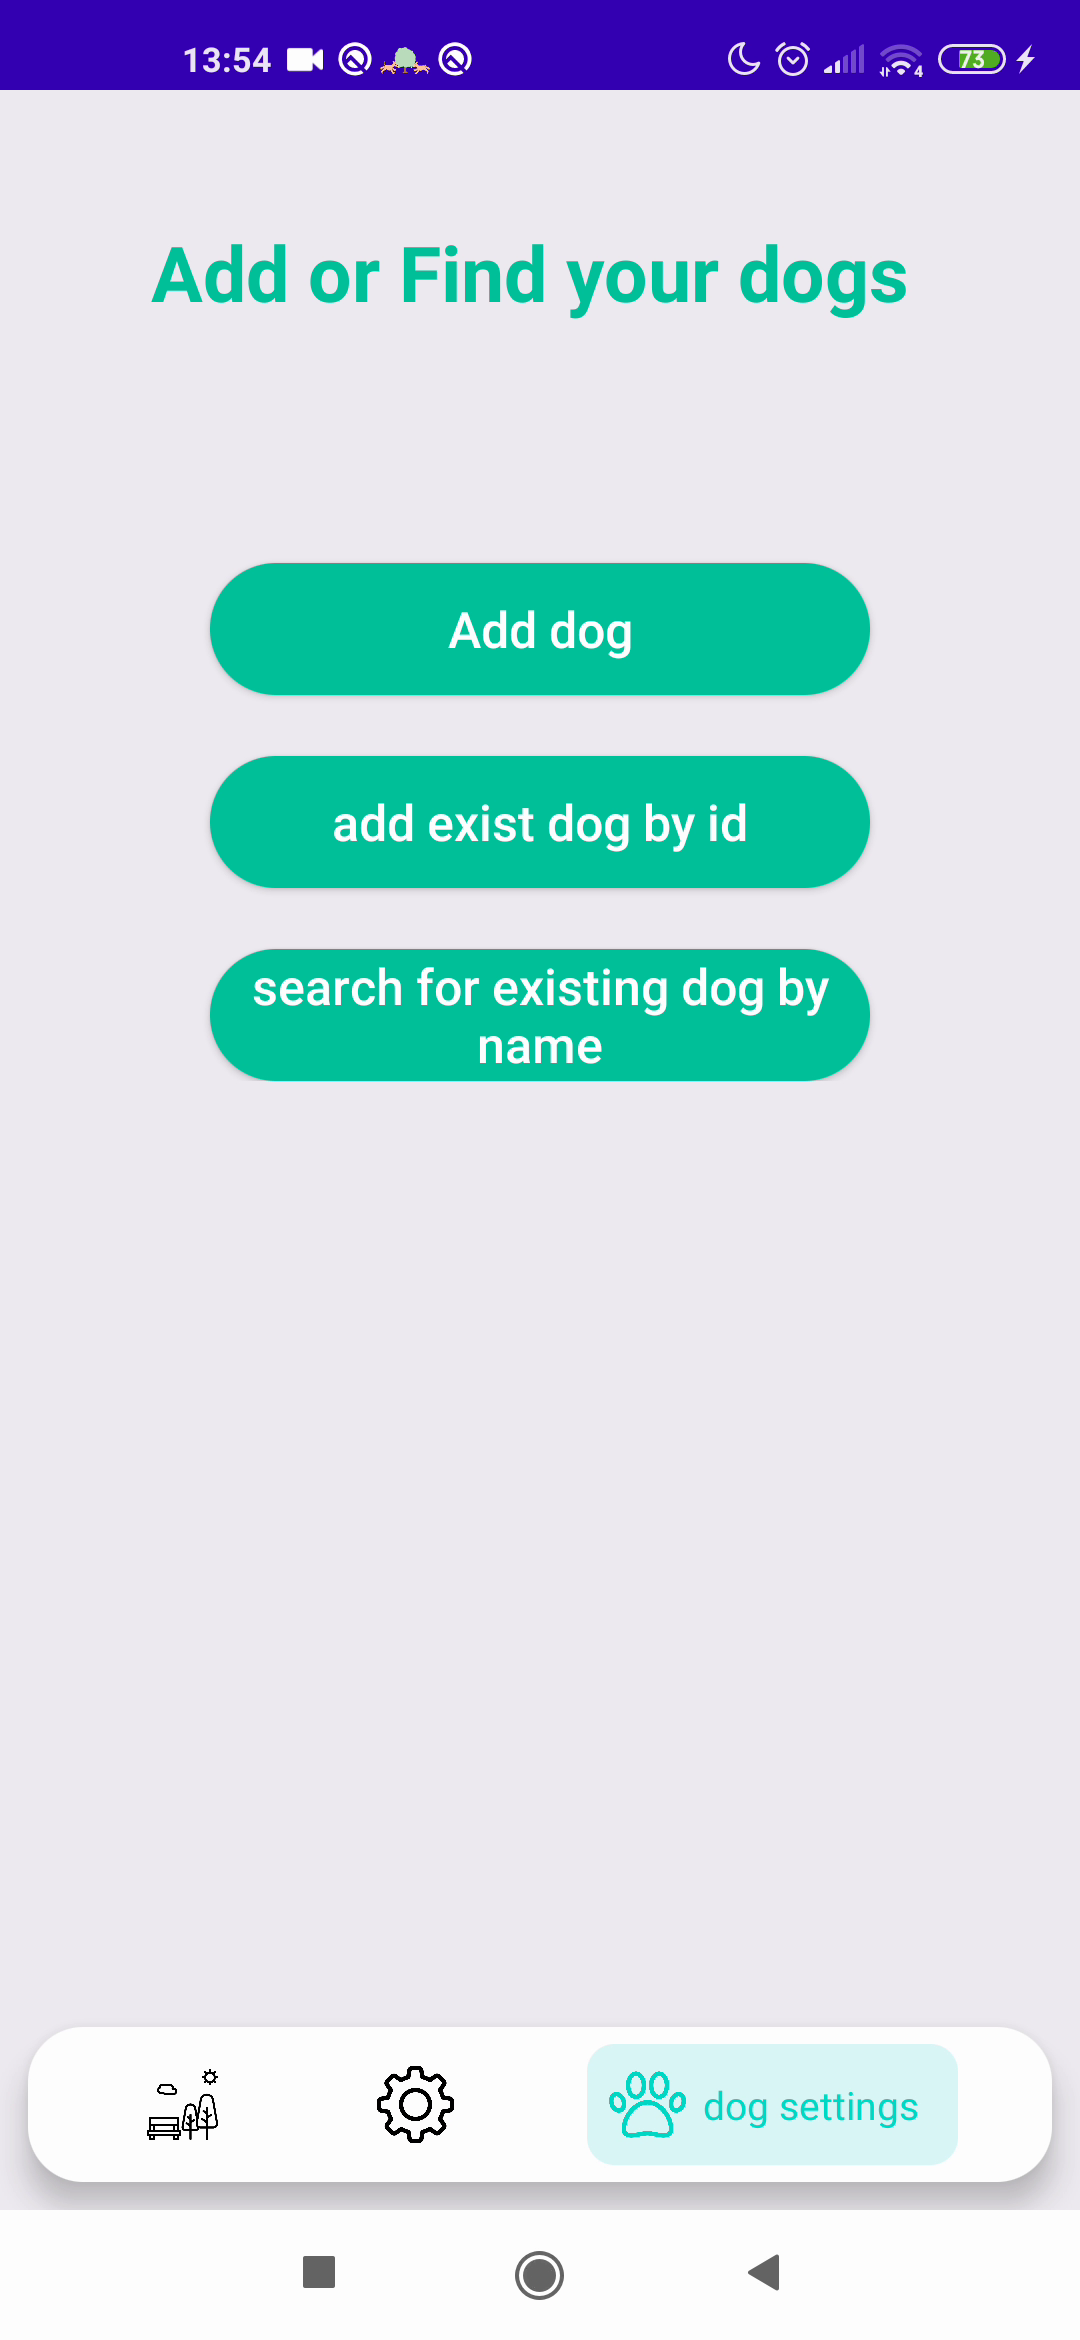 13:54
4
73
Add or Find your dogs
Add dog
add exist dog by id
search for existing dog by
name
dog settings